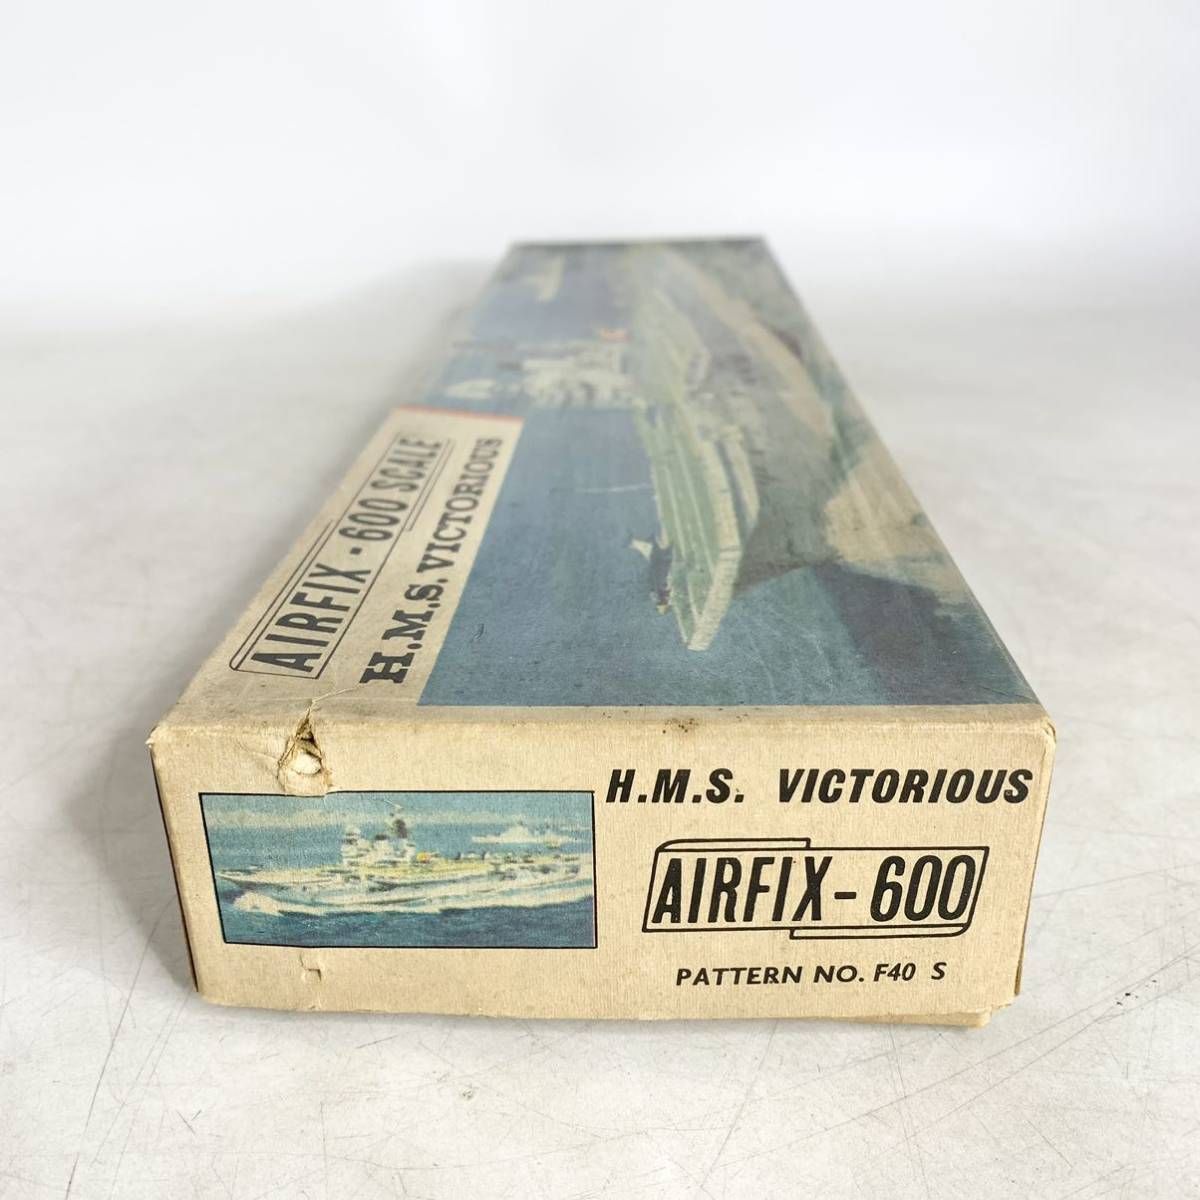 AIRFIX - 600 SCALE
H.M.S. VICTORIOUS
H.M.S. VICTORIOUS
AIRFIX-600
PATTERN NO. F40 S